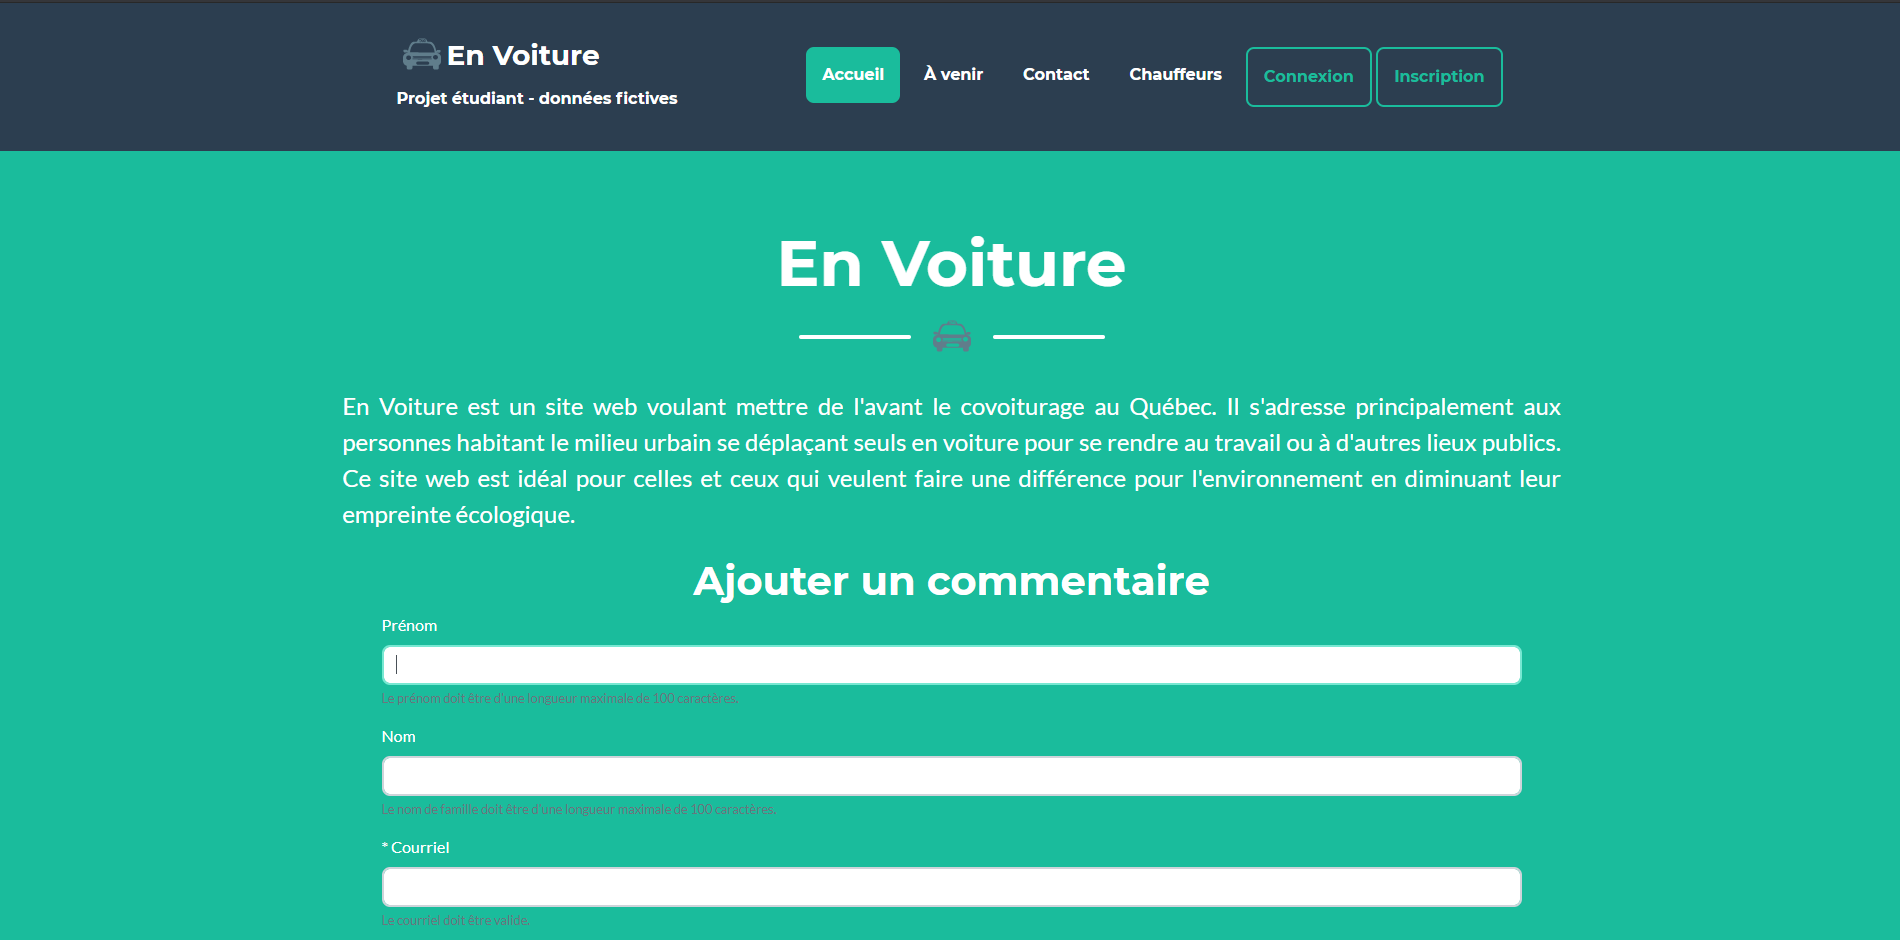 En Voiture
Projet étudiant - données fictives
Accueil
À venir
Contact
Chauffeurs
Connexion
Inscription
En Voiture
En Voiture est un site web voulant mettre de l'avant le covoiturage au Québec. Il s'adresse principalement aux
personnes habitant le milieu urbain se déplaçant seuls en voiture pour se rendre au travail ou à d'autres lieux publics.
Ce site web est idéal pour celles et ceux qui veulent faire une différence pour l'environnement en diminuant leur
empreinte écologique.
Ajouter un commentaire
Prénom
Le prénom doit être d'une longueur maximale de 100 caractères.
Nom
Le nom de famille doit être d'une longueur maximale de 100 caractères.
* Courriel
Le courriel doit être valide.